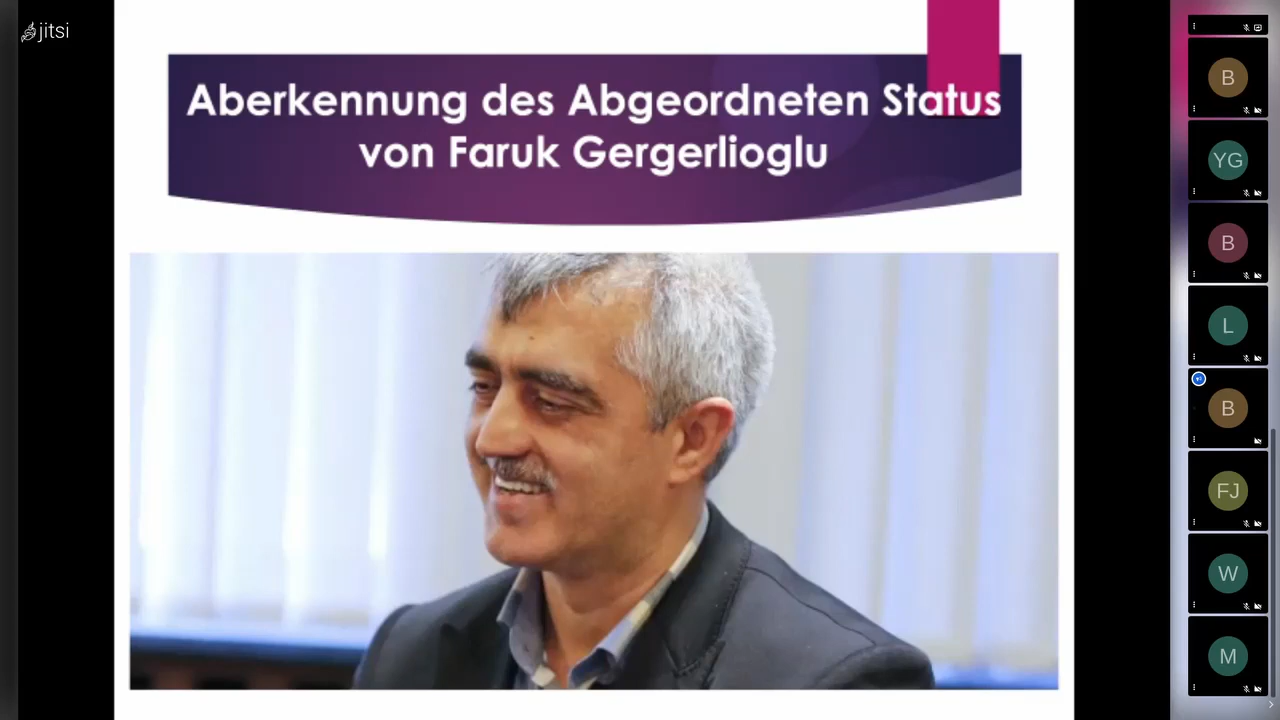 jitsi
Aberkennung des Abgeordneten Status
von Faruk Gergerlioglu
B
YG
B
L
B
FJ
W
M